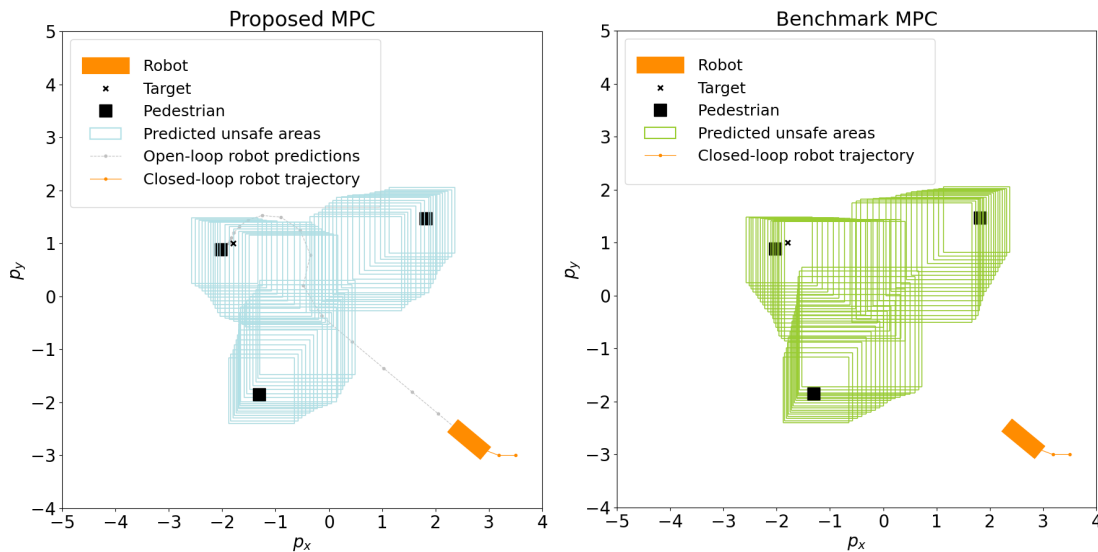 Proposed MPC
Robot
Target
Pedestrian
Predicted unsafe areas
Open-loop robot predictions
Closed-loop robot trajectory
5
4
3
2
1
0
−1
−2
−3
−4
p_y
−5
−4
−3
−2
−1
0
1
2
3
4
p_x
Benchmark MPC
Robot
Target
Pedestrian
Predicted unsafe areas
Closed-loop robot trajectory
5
4
3
2
1
0
−1
−2
−3
−4
p_y
−5
−4
−3
−2
−1
0
1
2
3
4
p_x